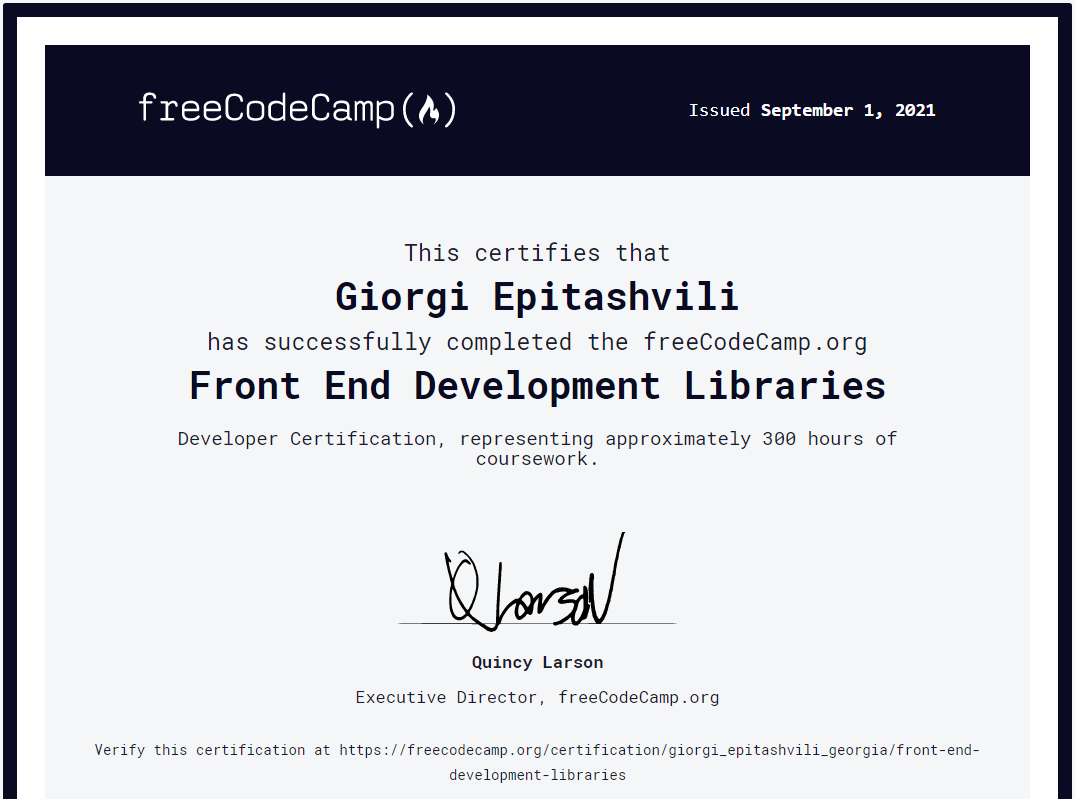 freeCodeCamp(🔥)
Issued September 1, 2021
This certifies that
Giorgi Epitashvili
has successfully completed the freeCodeCamp.org
Front End Development Libraries
Developer Certification, representing approximately 300 hours of
coursework.
Q Larson
Quincy Larson
Executive Director, freeCodeCamp.org
Verify this certification at https://freecodecamp.org/certification/giorgi_epitashvili_georgia/front-end-
development-libraries